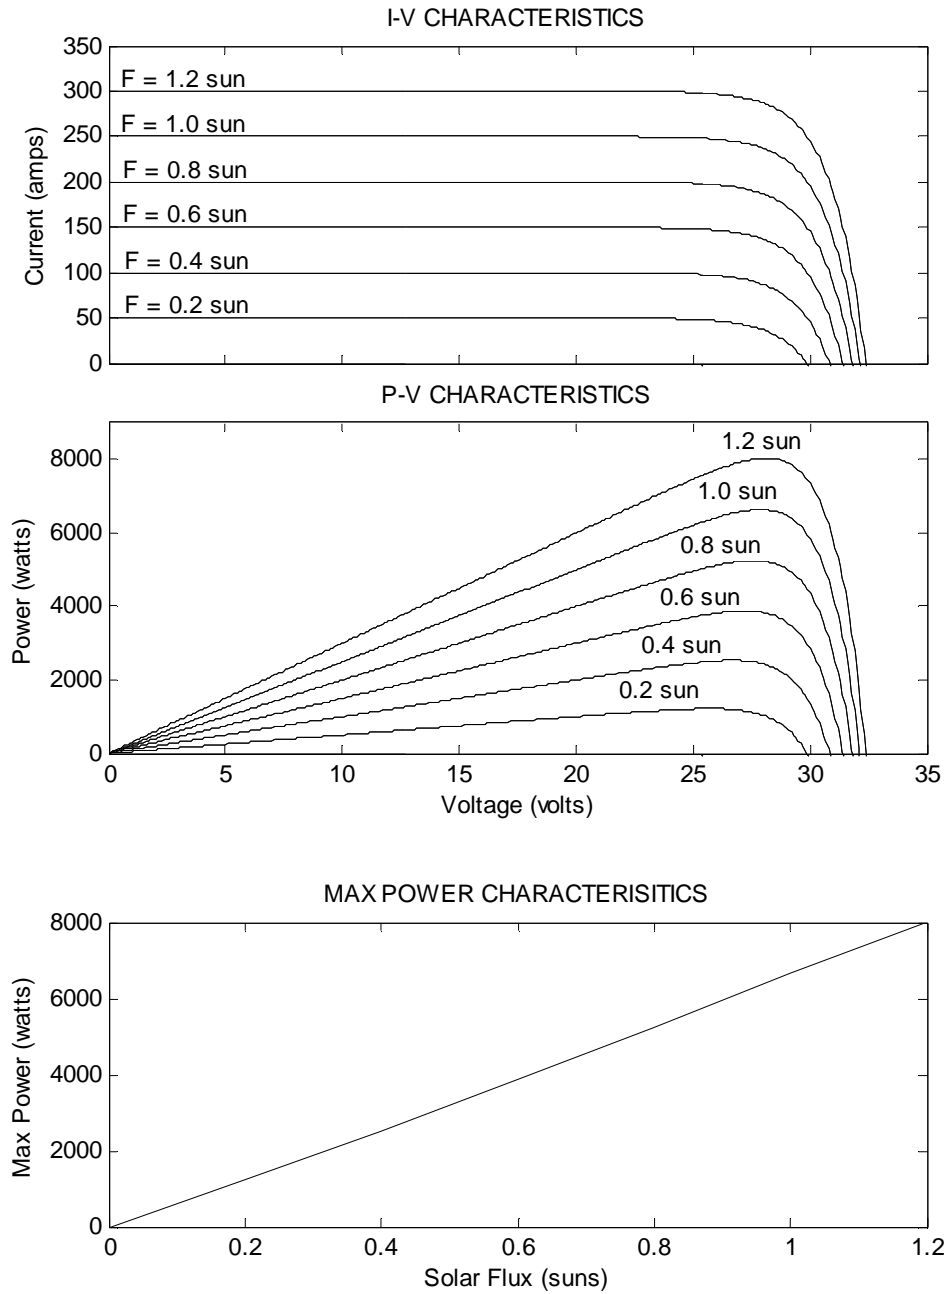 I-V CHARACTERISTICS
350
300
250
200
150
100
50
0
Current (amps)
F = 1.2 sun
F = 1.0 sun
F = 0.8 sun
F = 0.6 sun
F = 0.4 sun
F = 0.2 sun
P-V CHARACTERISTICS
8000
6000
4000
2000
0
Power (watts)
1.2 sun
1.0 sun
0.8 sun
0.6 sun
0.4 sun
0.2 sun
0 5 10 15 20 25 30 35
Voltage (volts)
MAX POWER CHARACTERISITICS
8000
6000
4000
2000
0
Max Power (watts)
0 0.2 0.4 0.6 0.8 1 1.2
Solar Flux (suns)